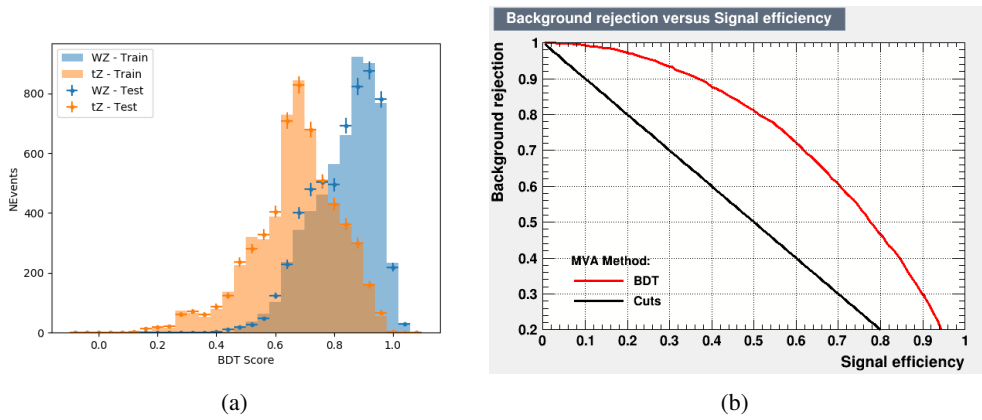 WZ - Train
tZ - Train
WZ - Test
tZ - Test
NEvents
800
600
400
200
0
0.0 0.2 0.4 0.6 0.8 1.0
BDT Score
(a)
Background rejection versus Signal efficiency
Background rejection
1
0.9
0.8
0.7
0.6
0.5
0.4
0.3
0.2
MVA Method:
BDT
Cuts
0 0.1 0.2 0.3 0.4 0.5 0.6 0.7 0.8 0.9 1
Signal efficiency
(b)